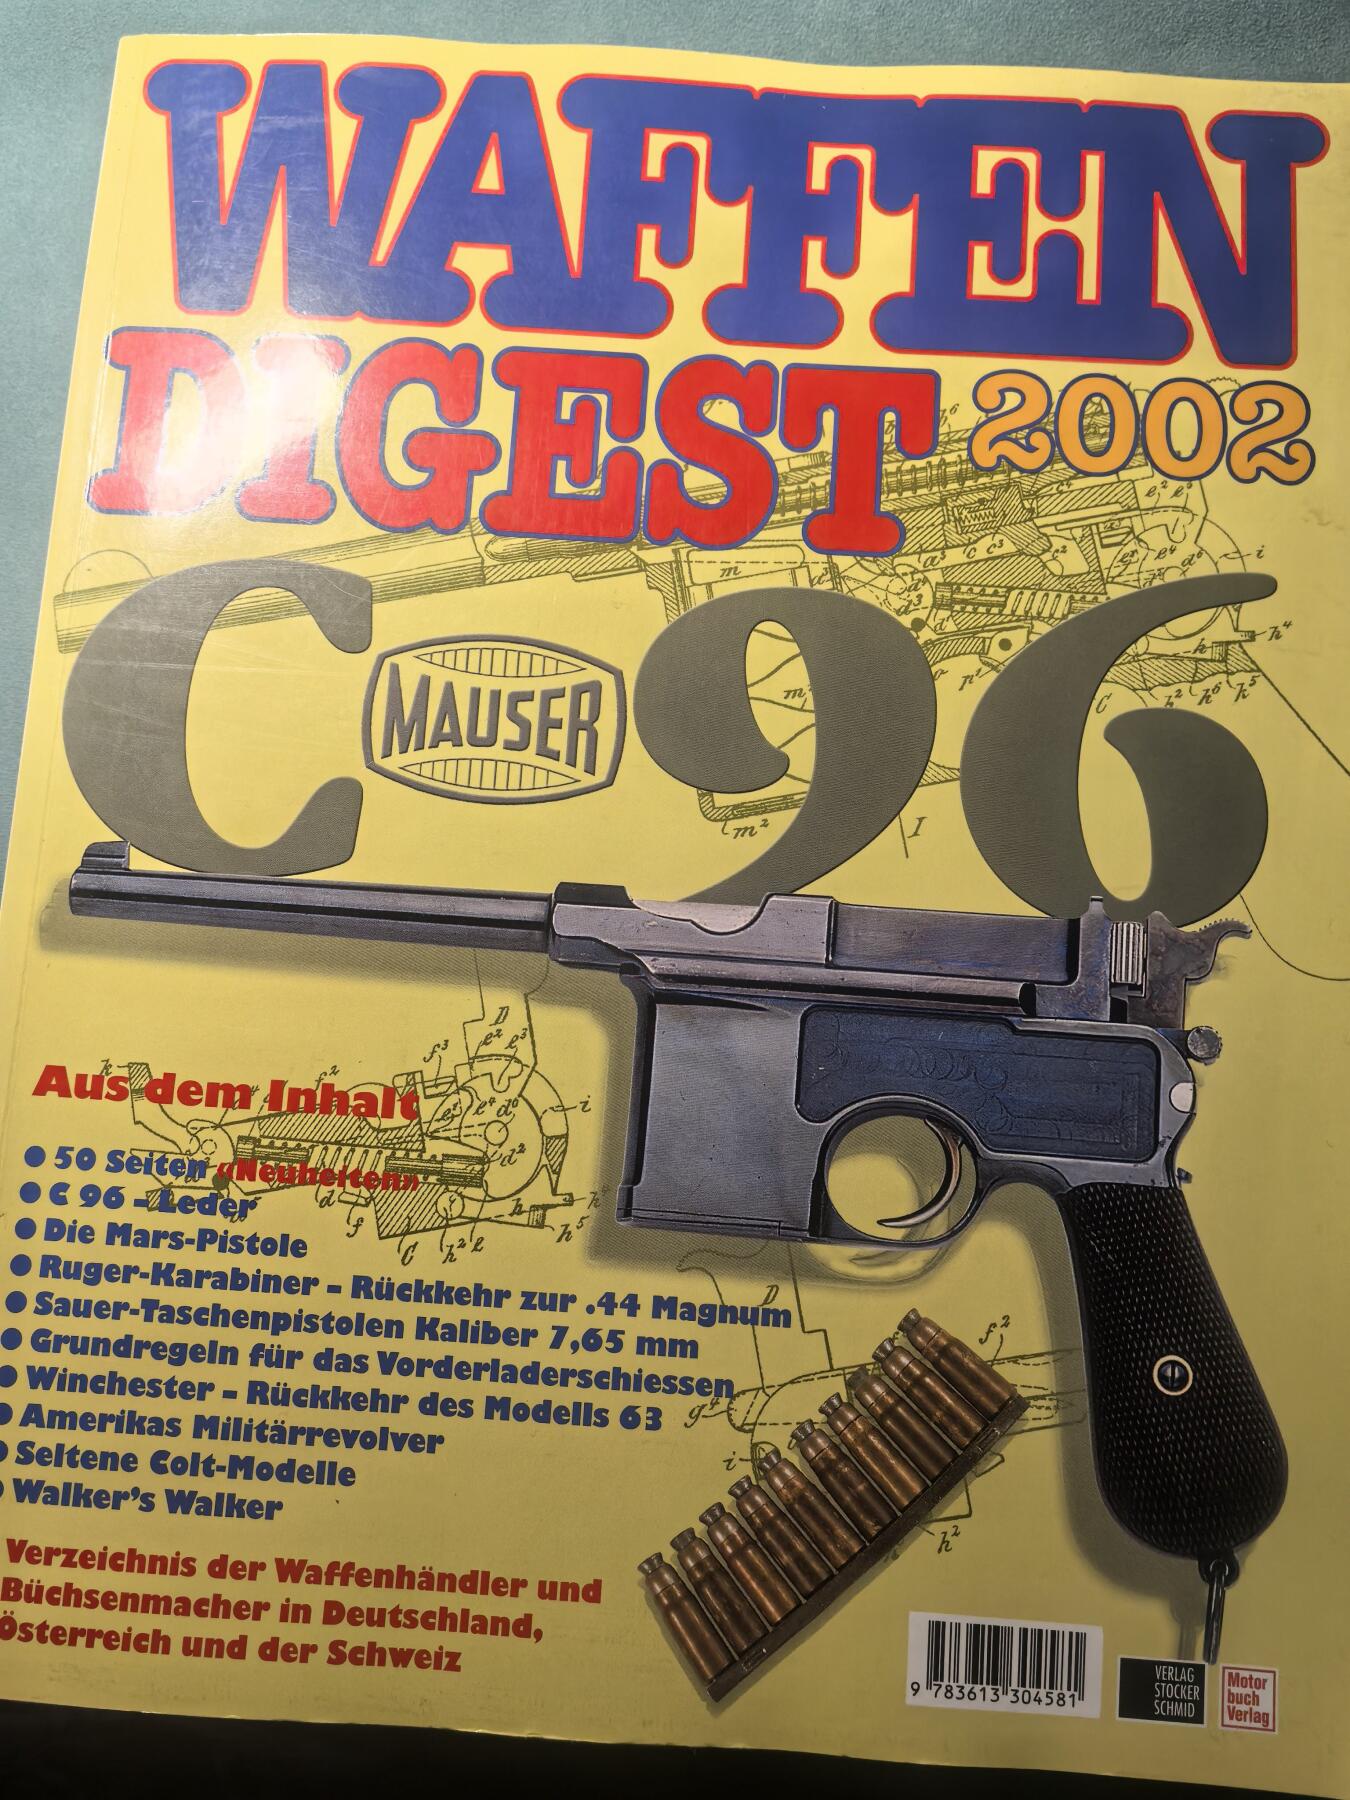 WAFFEN
DIGEST 2002
C 96
MAUSER
Aus dem Inhalt
● 50 Seiten «Neuheiten»
● C 96 – Leder
● Die Mars-Pistole
● Ruger-Karabiner – Rückkehr zur .44 Magnum
● Sauer-Taschenpistolen Kaliber 7,65 mm
● Grundregeln für das Vorderladerschiessen
● Winchester – Rückkehr des Modells 63
● Amerikas Militärrevolver
● Seltene Colt-Modelle
● Walker's Walker
Verzeichnis der Waffenhändler und
Büchsenmacher in Deutschland,
Österreich und der Schweiz
9 783613 304581
VERLAG
STOCKER
SCHMID
Motor
buch
Verlag